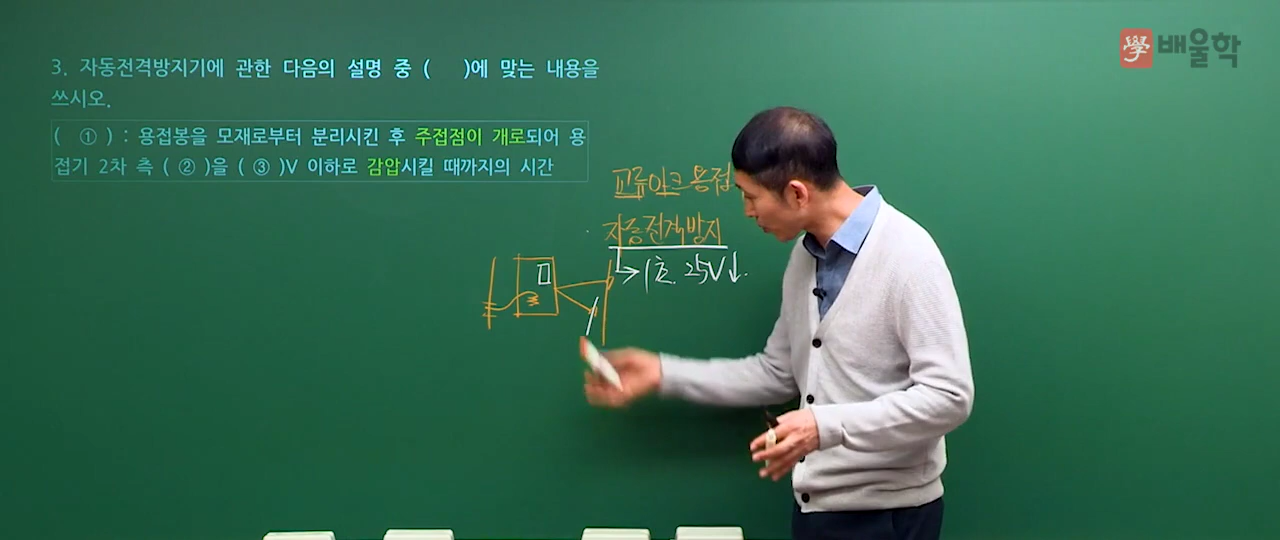 學 배울학
3. 자동전격방지기에 관한 다음의 설명 중 (    )에 맞는 내용을
쓰시오.
( ① ) : 용접봉을 모재로부터 분리시킨 후 주접점이 개로되어 용
접기 2차 측 ( ② )을 ( ③ )V 이하로 감압시킬 때까지의 시간
교류아크용접
자동전격방지
1초. 25V↓.